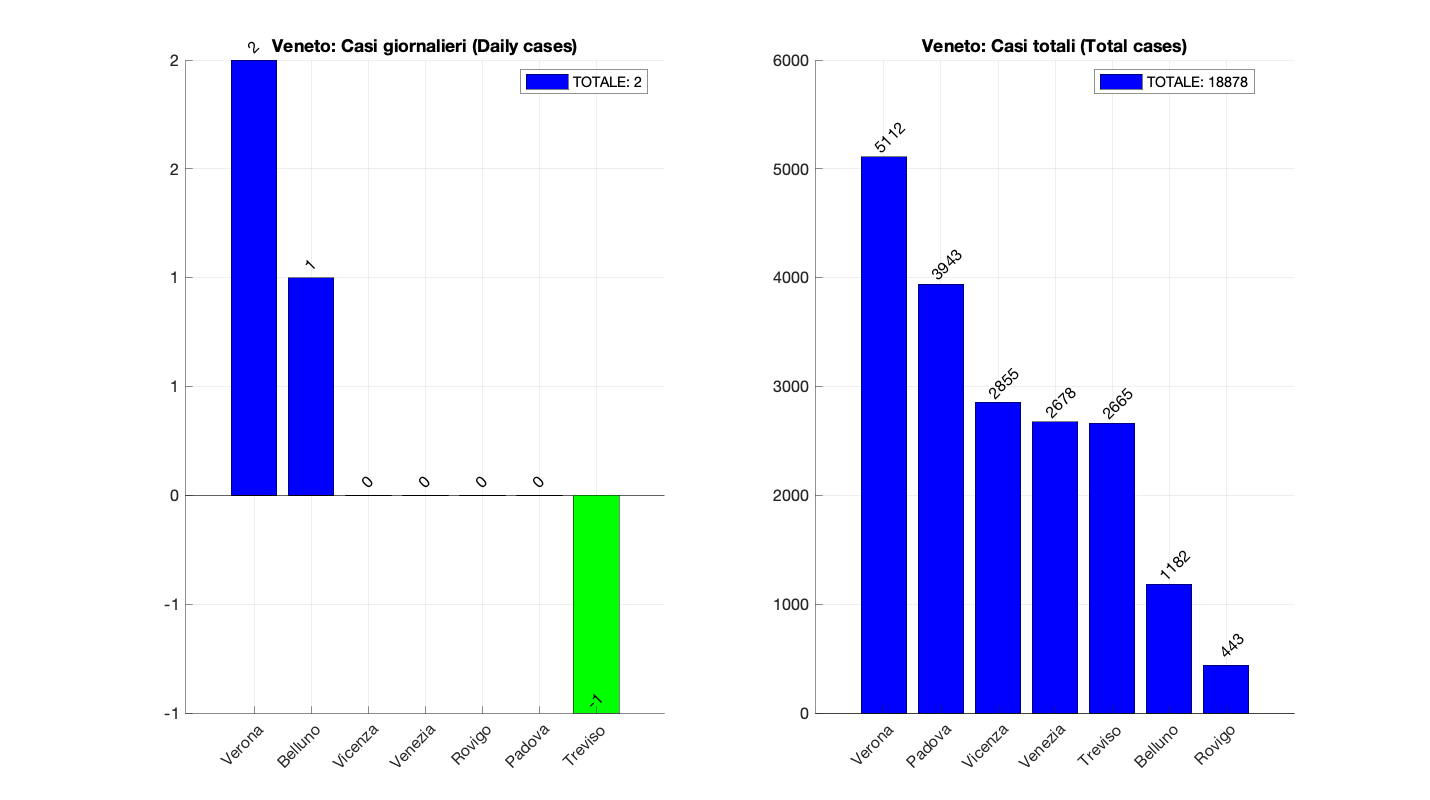 Veneto: Casi giornalieri (Daily cases)
TOTALE: 2
2
2
1
1
0
-1
-1
2
1
0
0
0
0
-1
Verona
Belluno
Vicenza
Venezia
Rovigo
Padova
Treviso
Veneto: Casi totali (Total cases)
TOTALE: 18878
6000
5000
4000
3000
2000
1000
0
5112
3943
2855
2678
2665
1182
443
Verona
Padova
Vicenza
Venezia
Treviso
Belluno
Rovigo